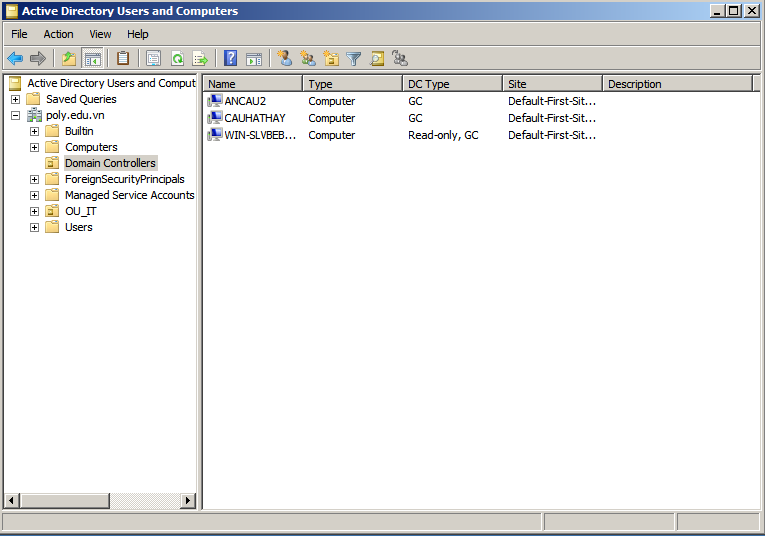 Active Directory Users and Computers
File Action View Help
Active Directory Users and Comput
Saved Queries
poly.edu.vn
Builtin
Computers
Domain Controllers
ForeignSecurityPrincipals
Managed Service Accounts
OU_IT
Users
Name Type DC Type Site Description
ANCAU2 Computer GC Default-First-Sit...
CAUHATHAY Computer GC Default-First-Sit...
WIN-SLVBEB... Computer Read-only, GC Default-First-Sit...